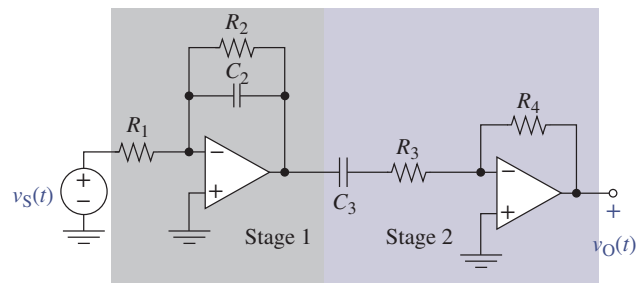 R2
C2
R1
R4
R3
−
+
vS(t)
+
−
C3
−
+
+
vO(t)
Stage 1
Stage 2